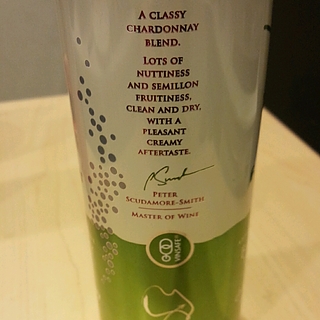 A CLASSY
CHARDONNAY
BLEND.
LOTS OF
NUTTINESS
AND SEMILLON
FRUITINESS,
CLEAN AND DRY,
WITH A
PLEASANT
CREAMY
AFTERTASTE.
PETER
SCUDAMORE-SMITH
MASTER OF WINE
VINSAFE